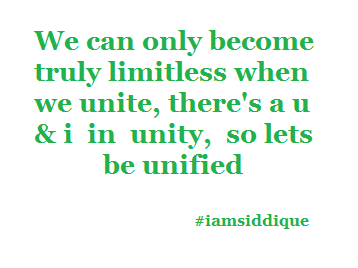 We can only become
truly limitless when
we unite, there's a u
& i in unity, so lets
be unified
#iamsiddique